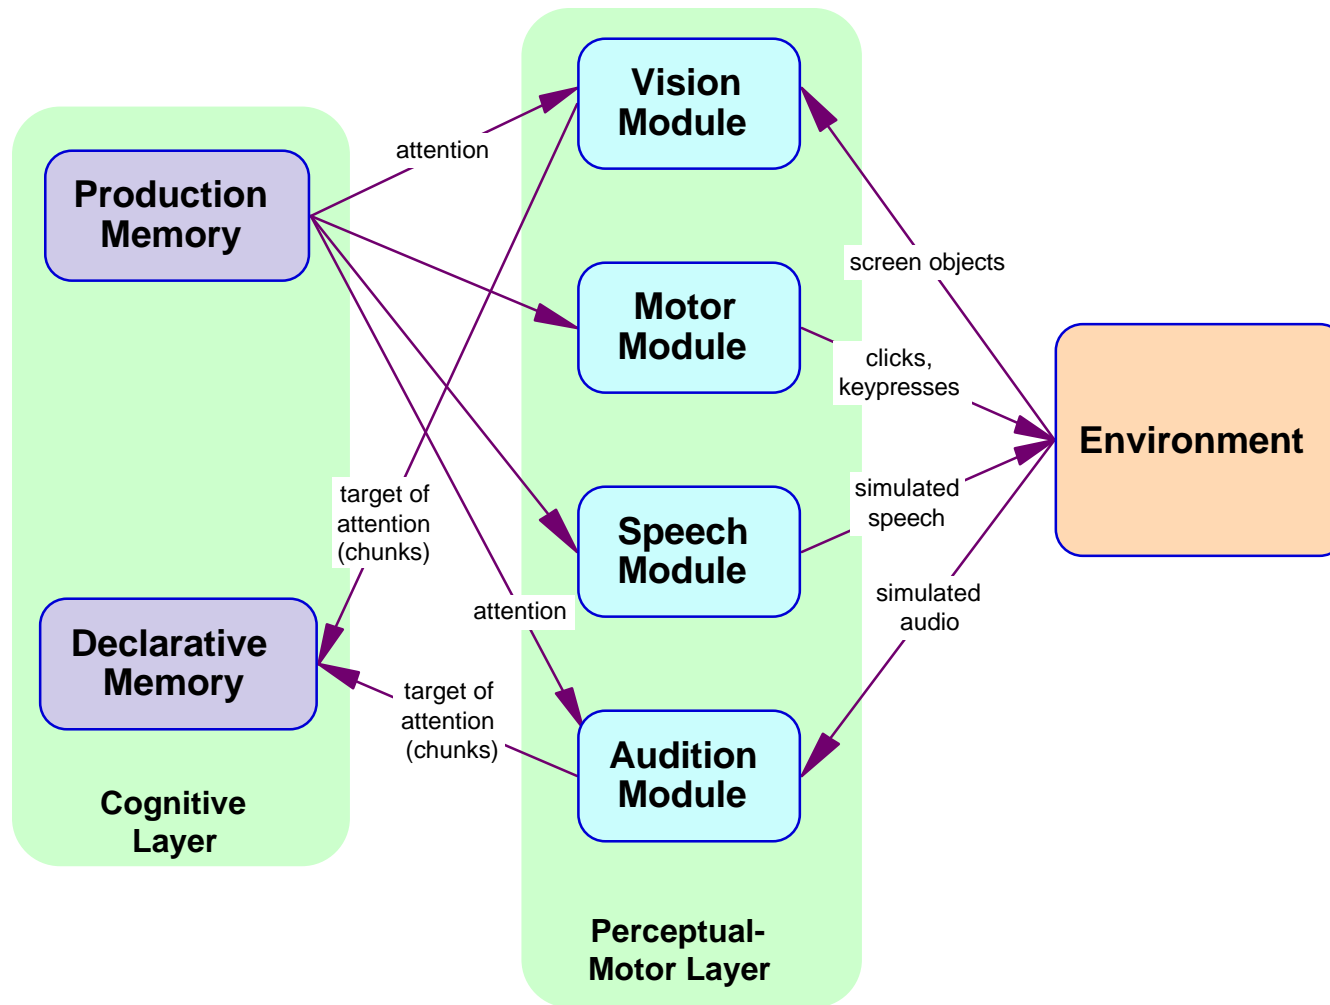 Vision
Module
attention
Production
Memory
screen objects
Motor
Module
clicks,
keypresses
Environment
target of
attention
(chunks)
simulated
speech
Speech
Module
attention
simulated
audio
Declarative
Memory
target of
attention
(chunks)
Audition
Module
Cognitive
Layer
Perceptual-
Motor Layer